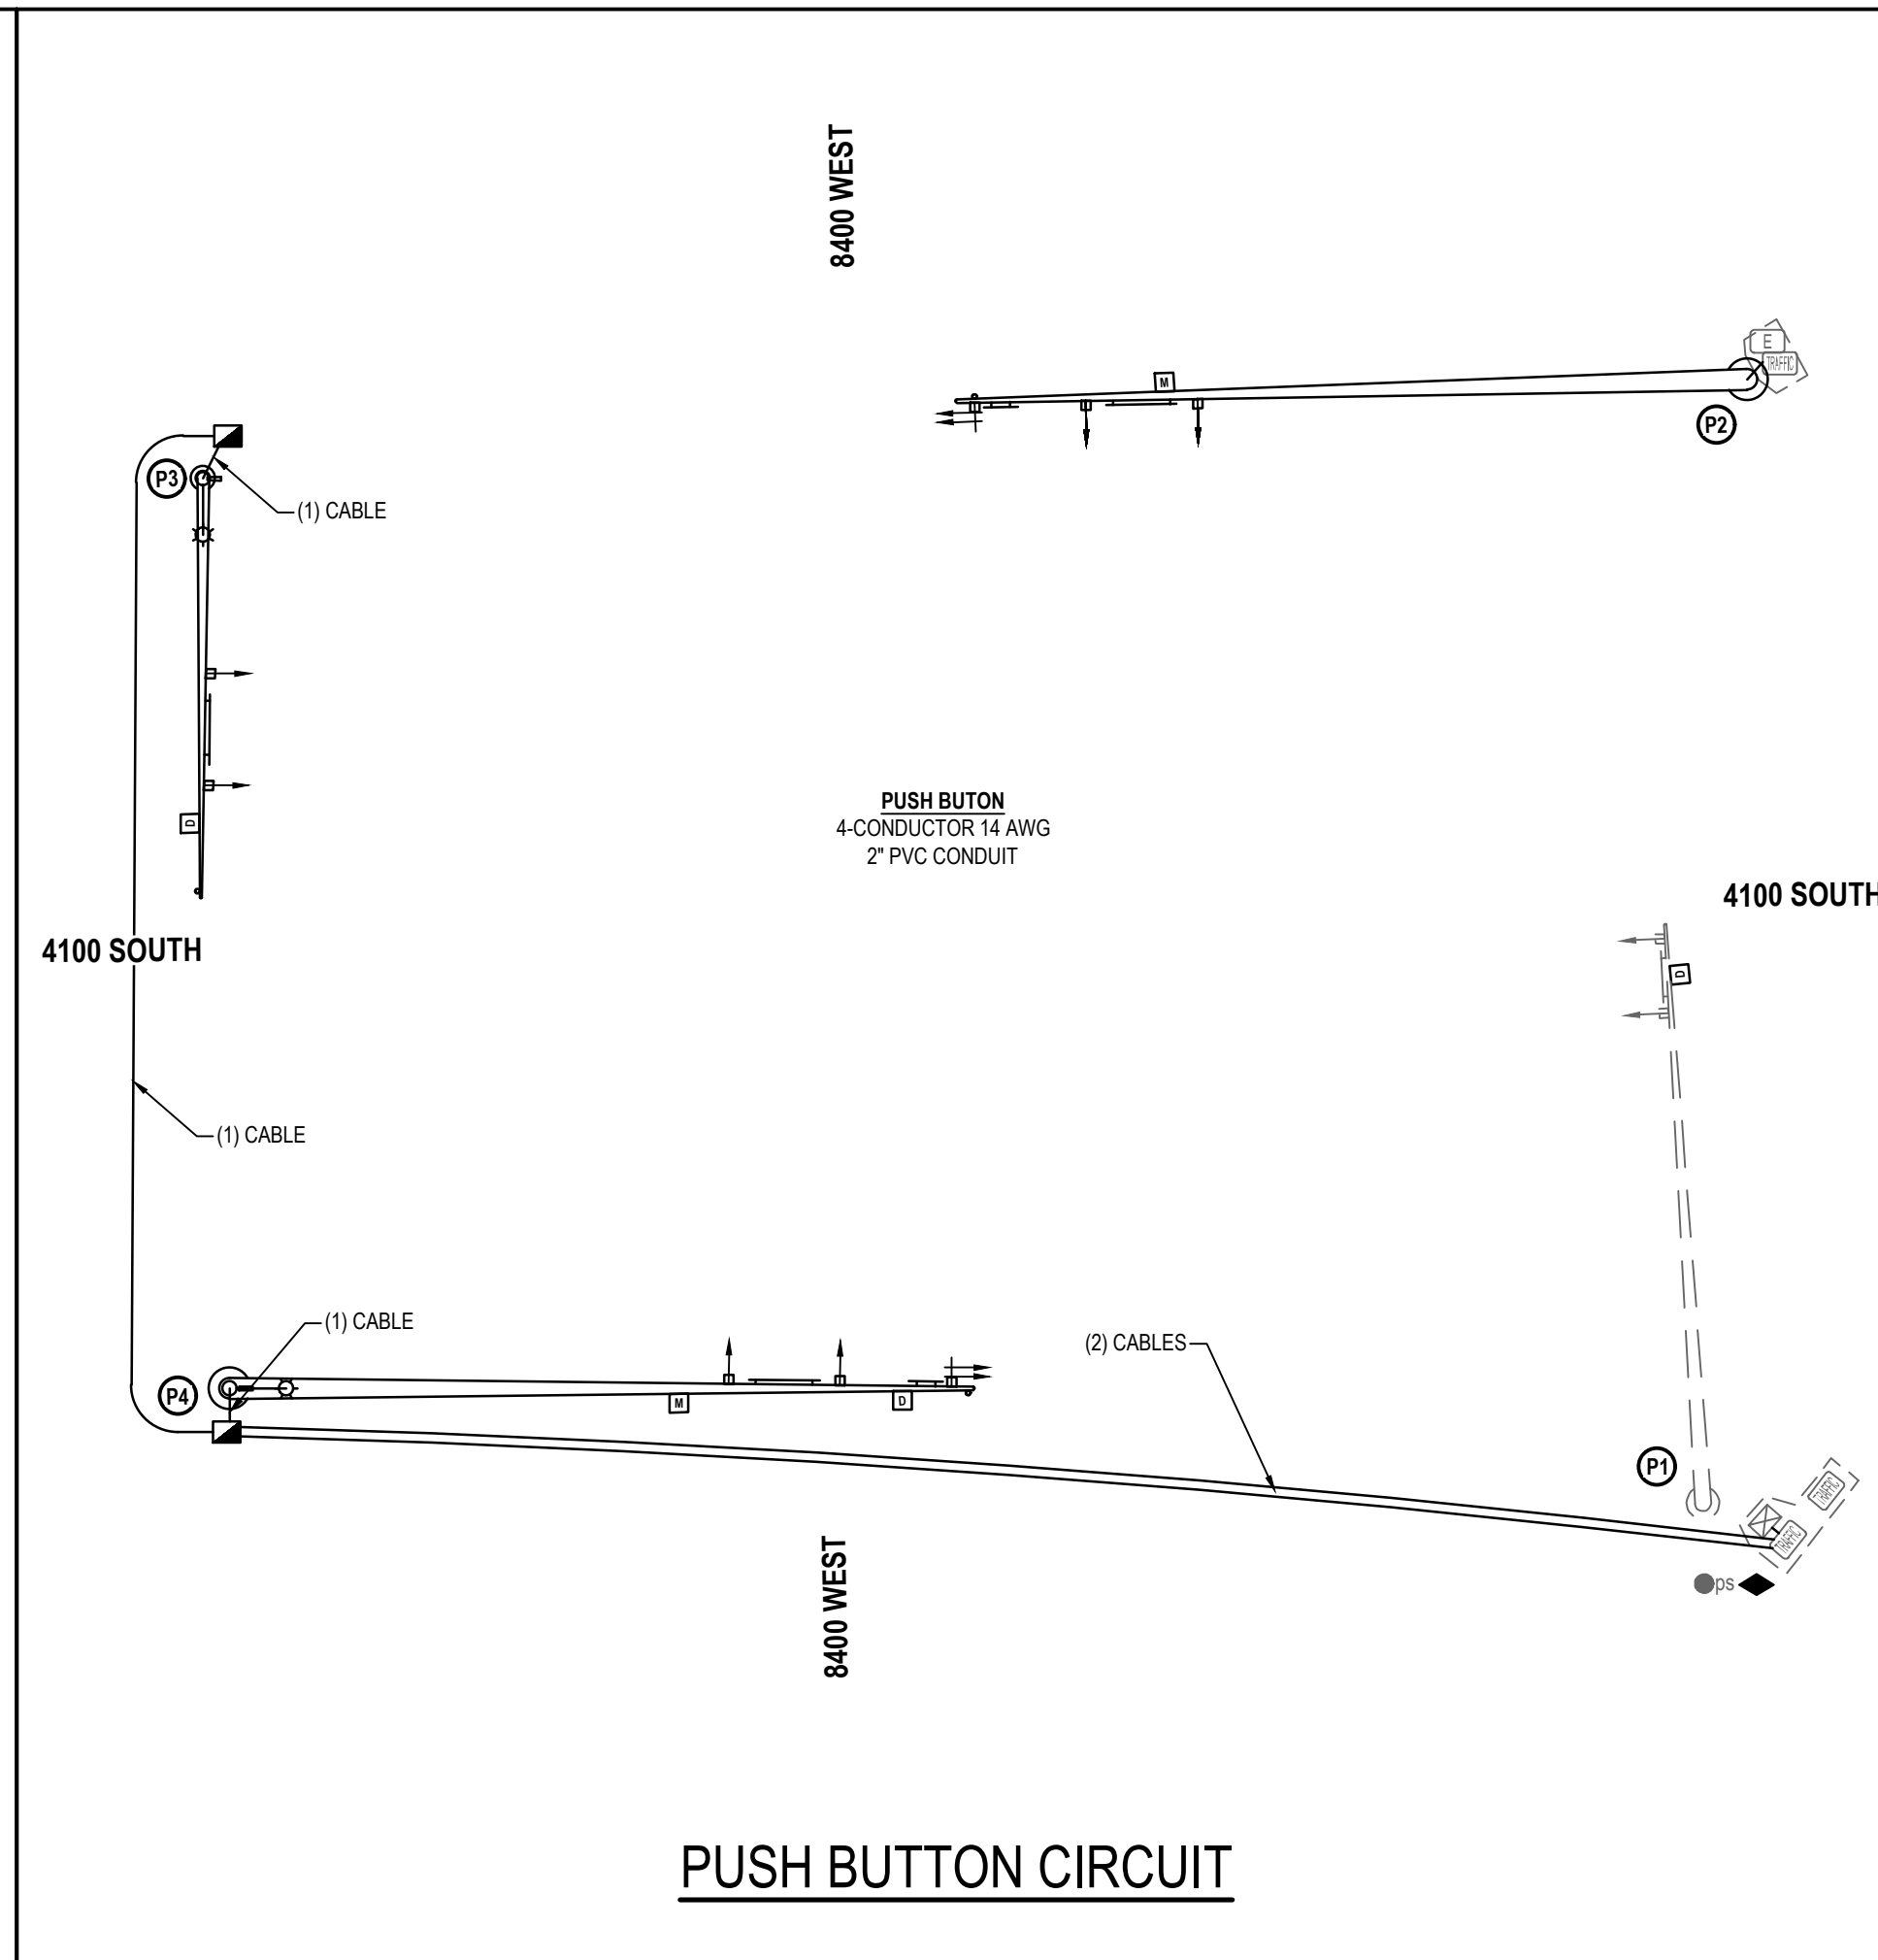 8400 WEST
E
TRAFFIC
M
P2
P3
(1) CABLE
PUSH BUTON
4-CONDUCTOR 14 AWG
2" PVC CONDUIT
D
4100 SOUTH
4100 SOUTH
D
(1) CABLE
(1) CABLE
(2) CABLES
P4
M
D
P1
TRAFFIC
TRAFFIC
ps
8400 WEST
PUSH BUTTON CIRCUIT